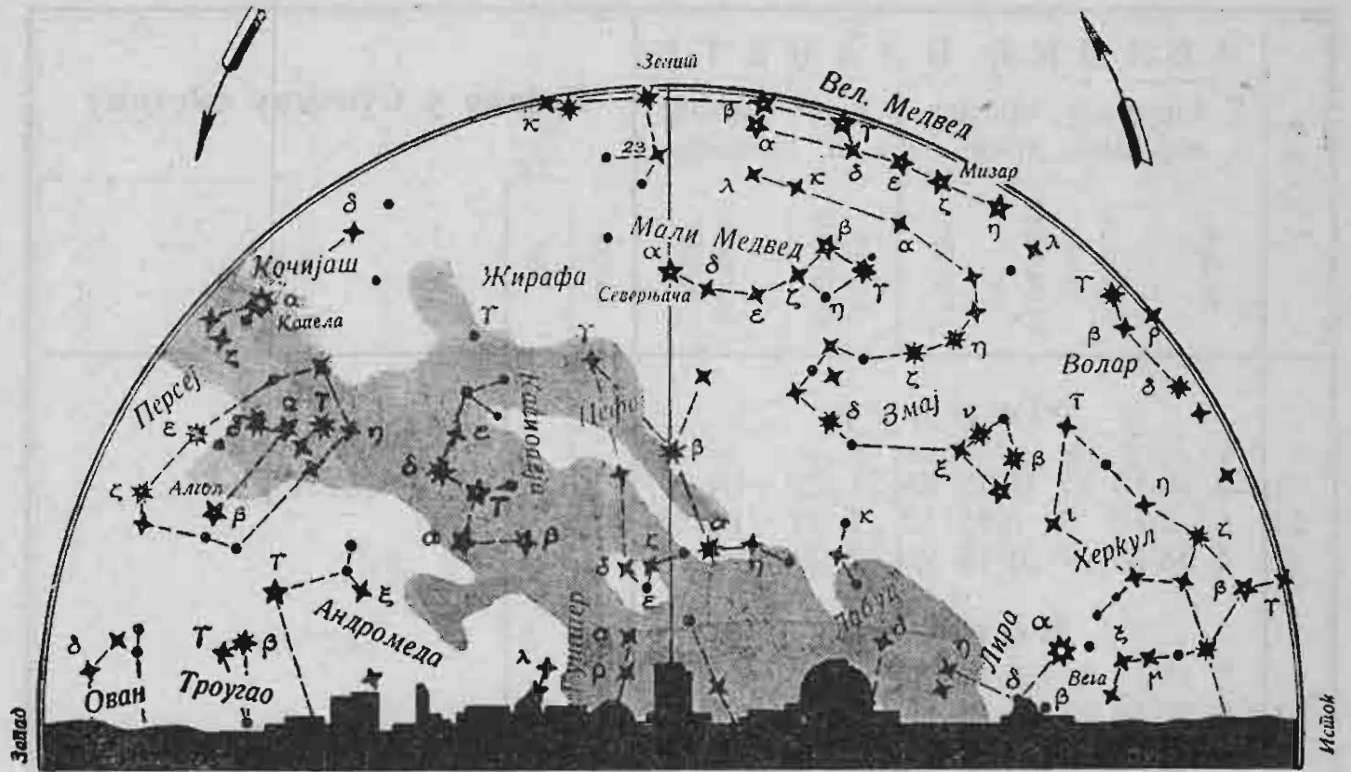 Зенит
Вел. Медвед
κ
β
γ
α
23
δ
ε
Мизар
ζ
η
λ
κ
α
λ
δ
Мали Медвед
β
Кочијаш
α
Капела
ζ
Жирафа
α
δ
Северњача
ε
ζ
η
γ
γ
β
ρ
Волар
δ
γ
γ
η
ζ
Персеј
ε
δ
α
γ
η
Касиопеја
ε
Цефеј
β
δ
Змај
ν
ξ
β
τ
η
ζ
Алгол
β
δ
γ
α
β
α
η
κ
ι
ζ
Херкул
β
γ
γ
ξ
Андромеда
δ
ζ
ε
δ
Ован
γ
β
Троугао
λ
Гуштер
α
β
Лабуд
δ
η
Лира
α
Вега
δ
β
ξ
μ
Запад
Исток